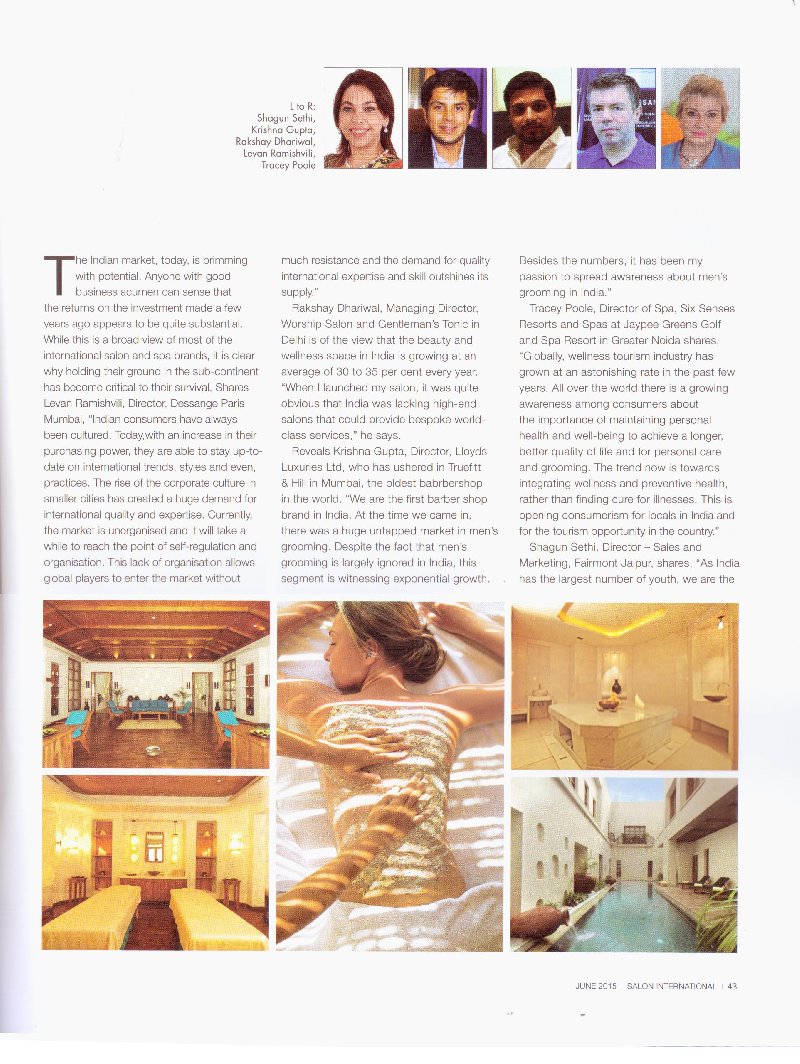 L to R:
Shagun Sethi,
Krishna Gupta,
Rakshay Dhariwal,
Levan Ramishvili,
Tracey Poole
The Indian market, today, is brimming
with potential. Anyone with good
business acumen can sense that
the returns on the investment made a few
years ago appears to be quite substantial.
While this is a broad view of most of the
international salon and spa brands, it is clear
why holding their ground in the sub-continent
has become critical to their survival. Shares
Levan Ramishvili, Director, Dessange Paris
Mumbai, “Indian consumers have always
been cultured. Today,with an increase in their
purchasing power, they are able to stay up-to-
date on international trends, styles and even,
practices. The rise of the corporate culture in
smaller cities has created a huge demand for
international quality and expertise. Currently,
the market is unorganised and it will take a
while to reach the point of self-regulation and
organisation. This lack of organisation allows
global players to enter the market without
much resistance and the demand for quality
international expertise and skill outshines its
supply.”
Rakshay Dhariwal, Managing Director,
Worship Salon and Gentleman's Tonic in
Delhi is of the view that the beauty and
wellness space in India is growing at an
average of 30 to 35 per cent every year.
“When I launched my salon, it was quite
obvious that India was lacking high-end
salons that could provide bespoke world-
class services,” he says.
Reveals Krishna Gupta, Director, Lloyds
Luxuries Ltd, who has ushered in Truefitt
& Hill in Mumbai, the oldest babrbershop
in the world. “We are the first barber shop
brand in India. At the time we came in,
there was a huge untapped market in men's
grooming. Despite the fact that men's
grooming is largely ignored in India, this
segment is witnessing exponential growth.
Besides the numbers, it has been my
passion to spread awareness about men's
grooming in India.”
Tracey Poole, Director of Spa, Six Senses
Resorts and Spas at Jaypee Greens Golf
and Spa Resort in Greater Noida shares,
“Globally, wellness tourism industry has
grown at an astonishing rate in the past few
years. All over the world there is a growing
awareness among consumers about
the importance of maintaining personal
health and well-being to achieve a longer,
better quality of life and for personal care
and grooming. The trend now is towards
integrating wellness and preventive health,
rather than finding cure for illnesses. This is
opening consumerism for locals in India and
for the tourism opportunity in the country.”
Shagun Sethi, Director – Sales and
Marketing, Fairmont Jaipur, shares, “As India
has the largest number of youth, we are the
JUNE 2015 | SALON INTERNATIONAL | 43